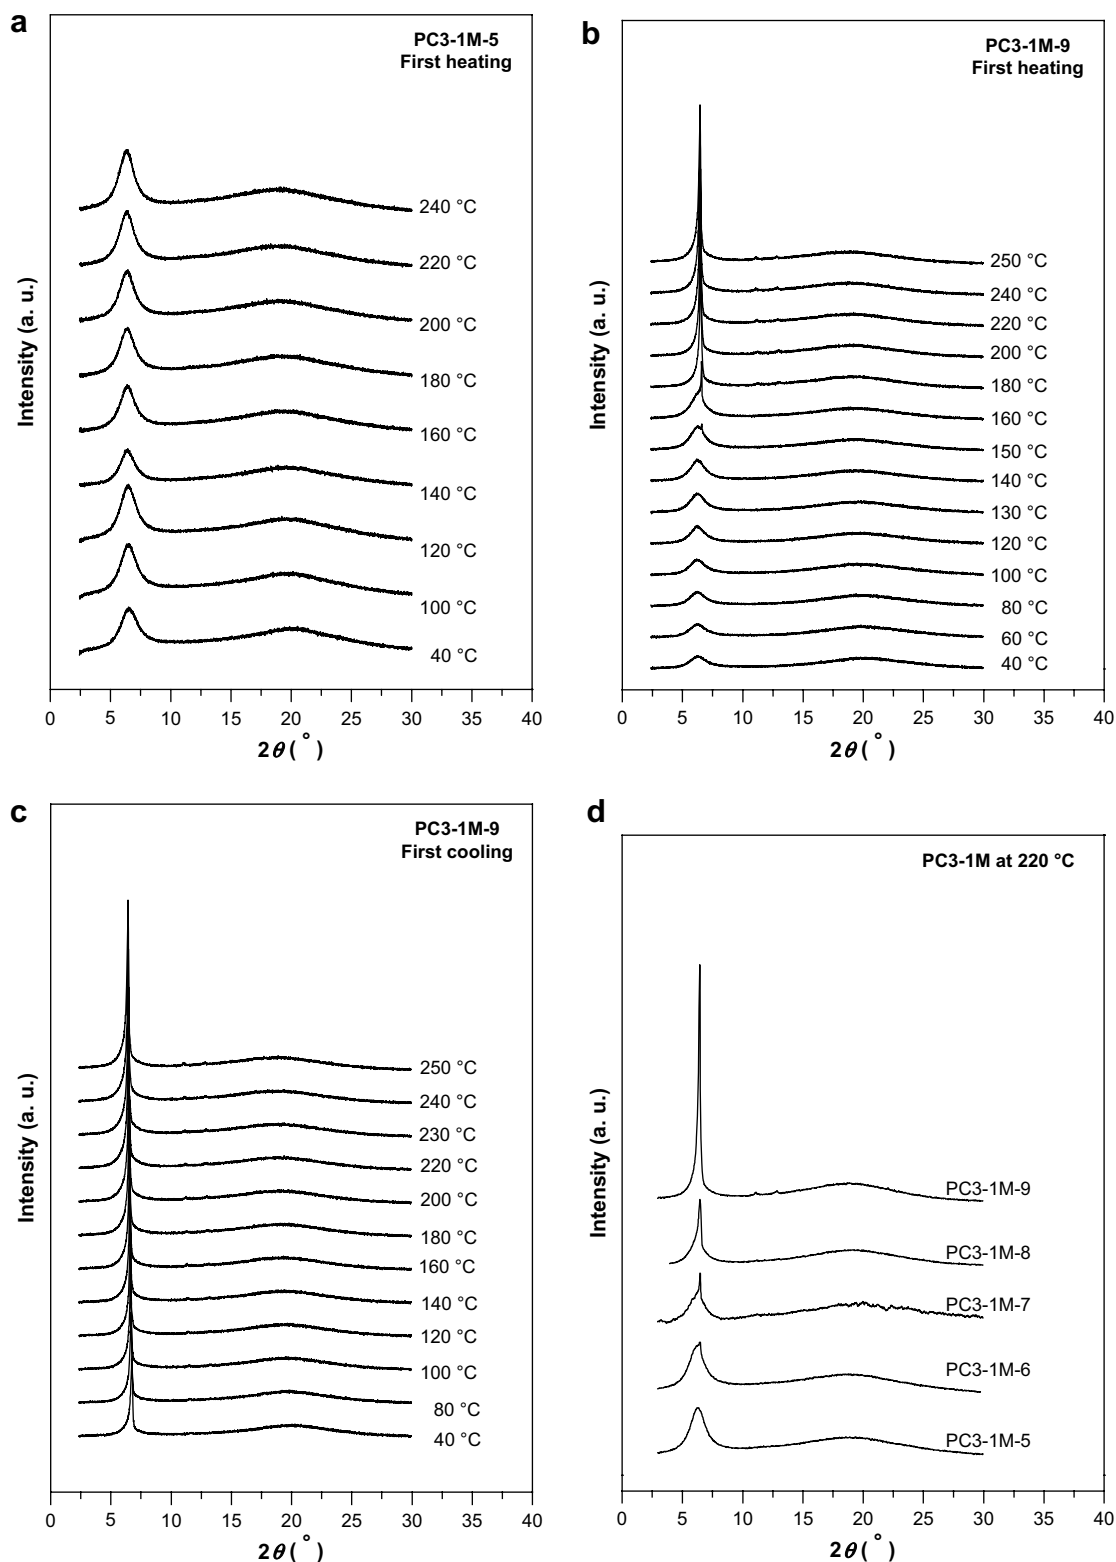 a
PC3-1M-5
First heating
240 °C
220 °C
200 °C
180 °C
160 °C
140 °C
120 °C
100 °C
40 °C
Intensity (a. u.)
0 5 10 15 20 25 30 35 40
2θ ( ° )
b
PC3-1M-9
First heating
250 °C
240 °C
220 °C
200 °C
180 °C
160 °C
150 °C
140 °C
130 °C
120 °C
100 °C
80 °C
60 °C
40 °C
Intensity (a. u.)
0 5 10 15 20 25 30 35 40
2θ ( ° )
c
PC3-1M-9
First cooling
250 °C
240 °C
230 °C
220 °C
200 °C
180 °C
160 °C
140 °C
120 °C
100 °C
80 °C
40 °C
Intensity (a. u.)
0 5 10 15 20 25 30 35 40
2θ ( ° )
d
PC3-1M at 220 °C
PC3-1M-9
PC3-1M-8
PC3-1M-7
PC3-1M-6
PC3-1M-5
Intensity (a. u.)
0 5 10 15 20 25 30 35 40
2θ ( ° )